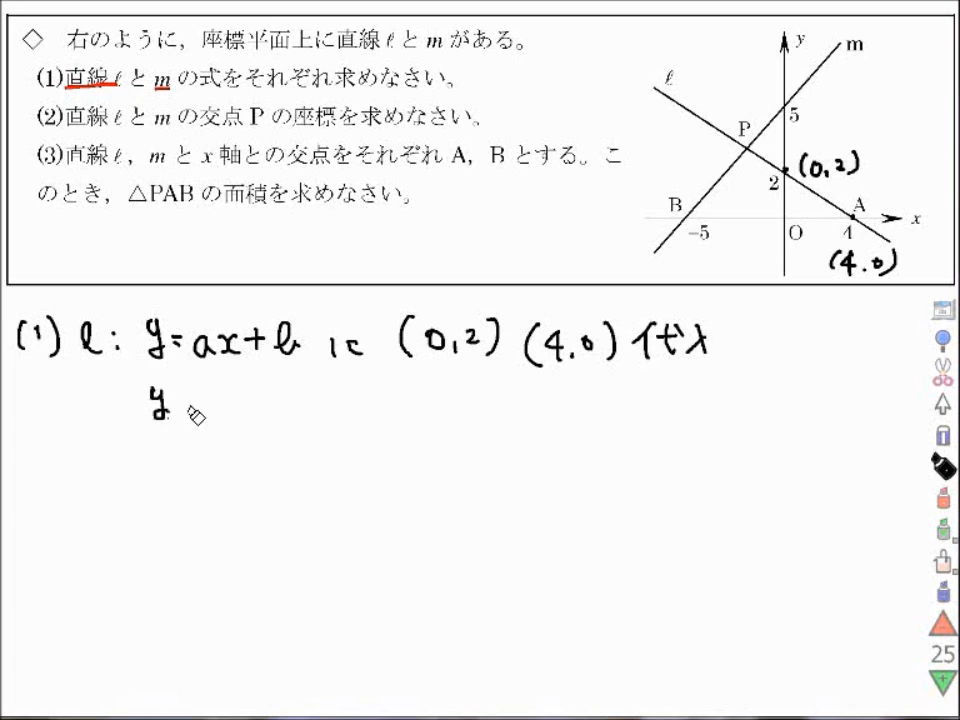 ◇ 右のように，座標平面上に直線ℓとmがある。
(1)直線ℓとmの式をそれぞれ求めなさい。
(2)直線ℓとmの交点Pの座標を求めなさい。
(3)直線ℓ，mとx軸との交点をそれぞれA，Bとする。こ
のとき，△PABの面積を求めなさい。
y
m
ℓ
5
P
(0,2)
2
B
A
x
-5
O
4
(4.0)
(1) l: y=ax+b に (0,2) (4.0) 代入
y
25